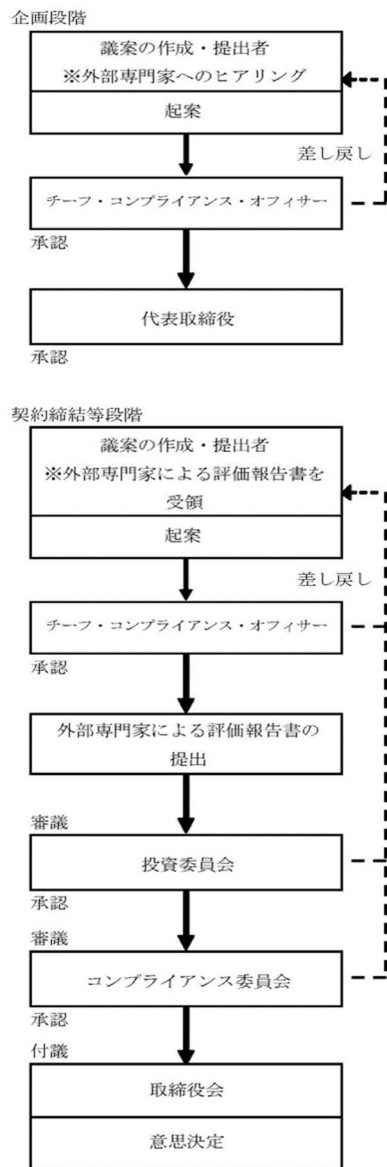 企画段階
議案の作成・提出者
※外部専門家へのヒアリング
起案
差し戻し
チーフ・コンプライアンス・オフィサー
承認
代表取締役
承認
契約締結等段階
議案の作成・提出者
※外部専門家による評価報告書を
受領
起案
差し戻し
チーフ・コンプライアンス・オフィサー
承認
外部専門家による評価報告書の
提出
審議
投資委員会
承認
審議
コンプライアンス委員会
承認
付議
取締役会
意思決定